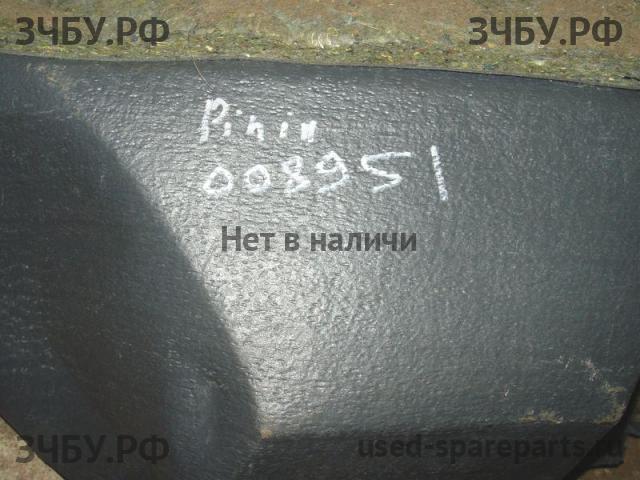 ЗЧБУ.РФ ЗЧБУ.РФ
Pinin
008951
Нет в наличи
ЗЧБУ.РФ used-spareparts.ru